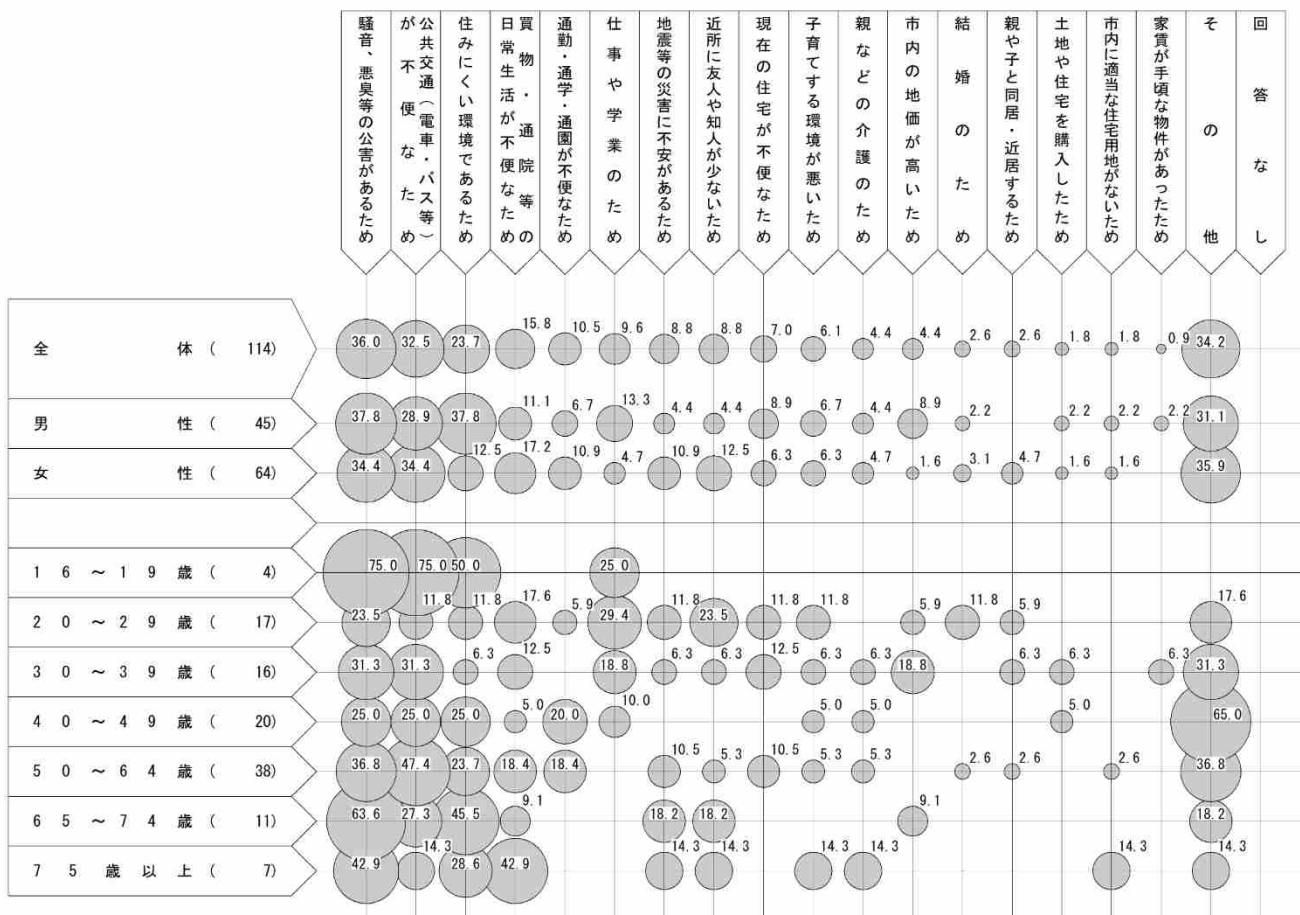 騒音、悪臭等の公害があるため
公共交通（電車・バス等）
が不便なため
住みにくい環境であるため
買物・通院等の
日常生活が不便なため
通勤・通学・通園が不便なため
仕事や学業のため
地震等の災害に不安があるため
近所に友人や知人が少ないため
現在の住宅が不便なため
子育てする環境が悪いため
親などの介護のため
市内の地価が高いため
結婚のため
親や子と同居・近居するため
土地や住宅を購入したため
市内に適当な住宅用地がないため
家賃が手頃な物件があったため
その他
回答なし
全体( 114) 36.0 32.5 23.7 15.8 10.5 9.6 8.8 8.8 7.0 6.1 4.4 4.4 2.6 2.6 1.8 1.8 0.9 34.2
男性( 45) 37.8 28.9 37.8 11.1 6.7 13.3 4.4 4.4 8.9 6.7 4.4 8.9 2.2 2.2 2.2 2.2 31.1
女性( 64) 34.4 34.4 12.5 17.2 10.9 4.7 10.9 12.5 6.3 6.3 4.7 1.6 3.1 4.7 1.6 1.6 35.9
16～19歳( 4) 75.0 75.0 50.0 25.0
20～29歳( 17) 23.5 11.8 11.8 17.6 5.9 29.4 11.8 23.5 11.8 11.8 5.9 11.8 5.9 17.6
30～39歳( 16) 31.3 31.3 6.3 12.5 18.8 6.3 6.3 12.5 6.3 6.3 18.8 6.3 6.3 6.3 31.3
40～49歳( 20) 25.0 25.0 25.0 5.0 20.0 10.0 5.0 5.0 5.0 65.0
50～64歳( 38) 36.8 47.4 23.7 18.4 18.4 10.5 5.3 10.5 5.3 5.3 2.6 2.6 2.6 36.8
65～74歳( 11) 63.6 27.3 45.5 9.1 18.2 18.2 9.1 18.2
75歳以上( 7) 42.9 14.3 28.6 42.9 14.3 14.3 14.3 14.3 14.3 14.3